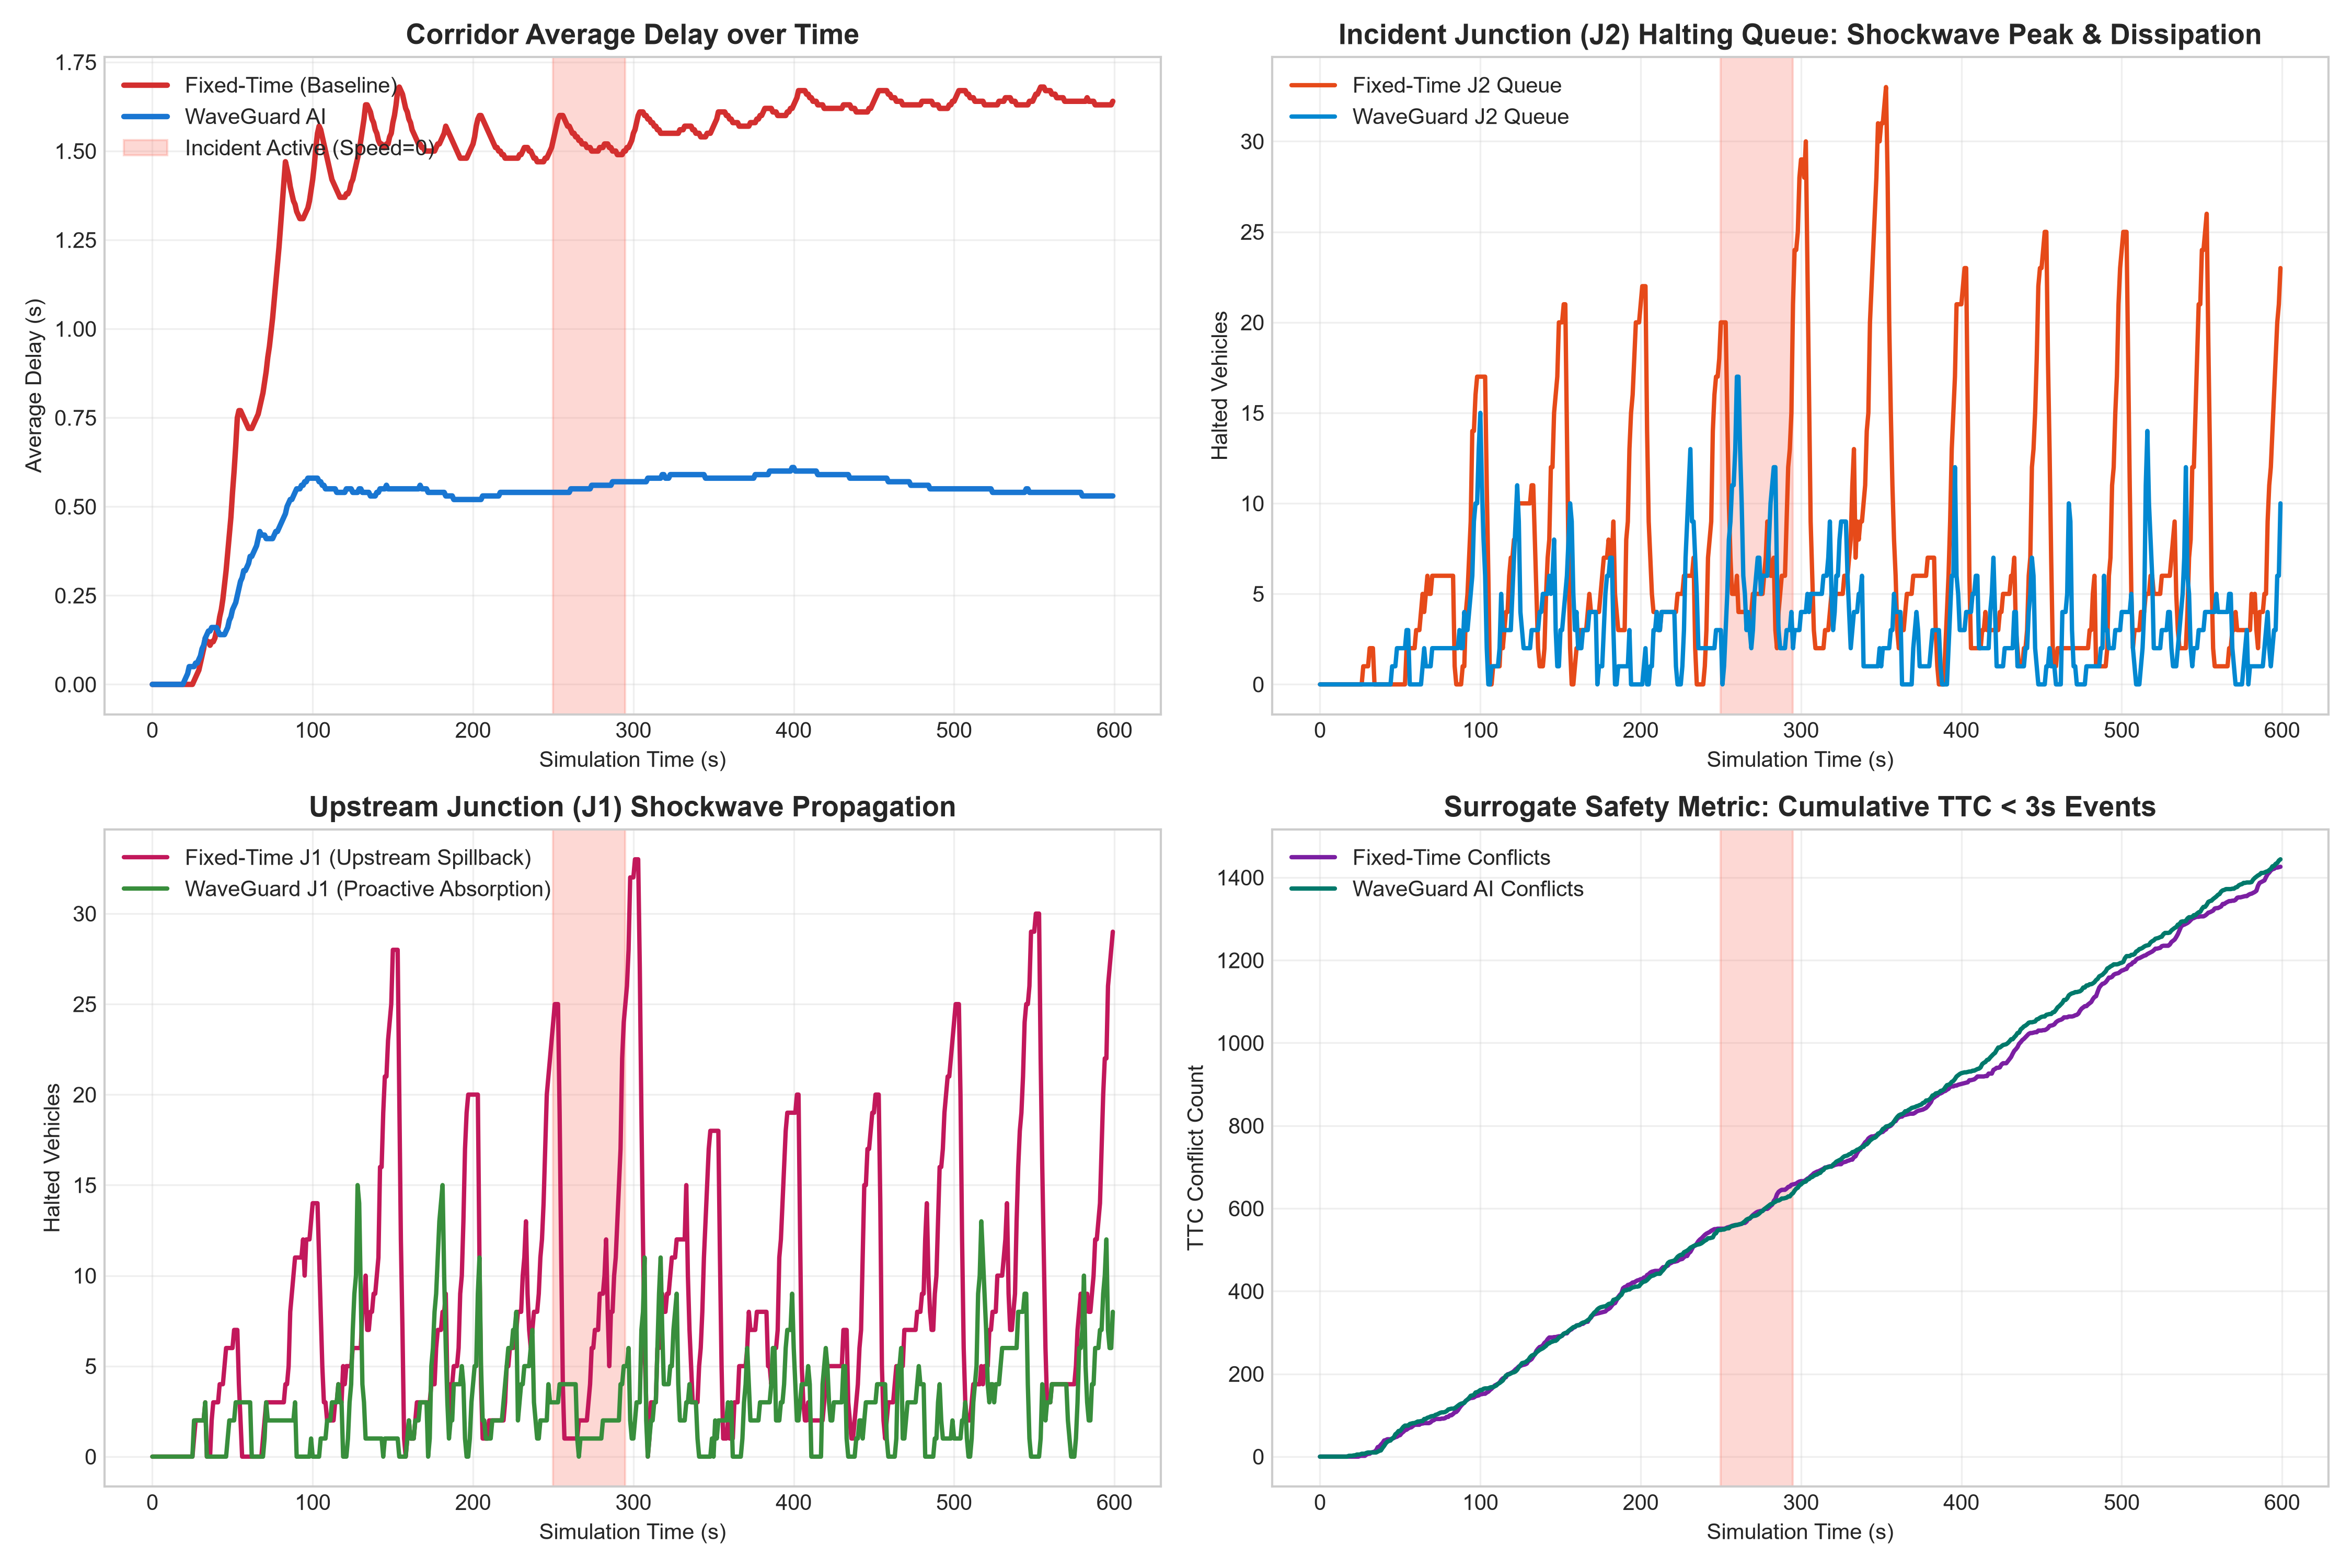 Corridor Average Delay over Time
1.75
1.50
1.25
1.00
0.75
0.50
0.25
0.00
Average Delay (s)
Fixed-Time (Baseline)
WaveGuard AI
Incident Active (Speed=0)
0 100 200 300 400 500 600
Simulation Time (s)
Incident Junction (J2) Halting Queue: Shockwave Peak & Dissipation
30
25
20
15
10
5
0
Halted Vehicles
Fixed-Time J2 Queue
WaveGuard J2 Queue
0 100 200 300 400 500 600
Simulation Time (s)
Upstream Junction (J1) Shockwave Propagation
30
25
20
15
10
5
0
Halted Vehicles
Fixed-Time J1 (Upstream Spillback)
WaveGuard J1 (Proactive Absorption)
0 100 200 300 400 500 600
Simulation Time (s)
Surrogate Safety Metric: Cumulative TTC < 3s Events
1400
1200
1000
800
600
400
200
0
TTC Conflict Count
Fixed-Time Conflicts
WaveGuard AI Conflicts
0 100 200 300 400 500 600
Simulation Time (s)